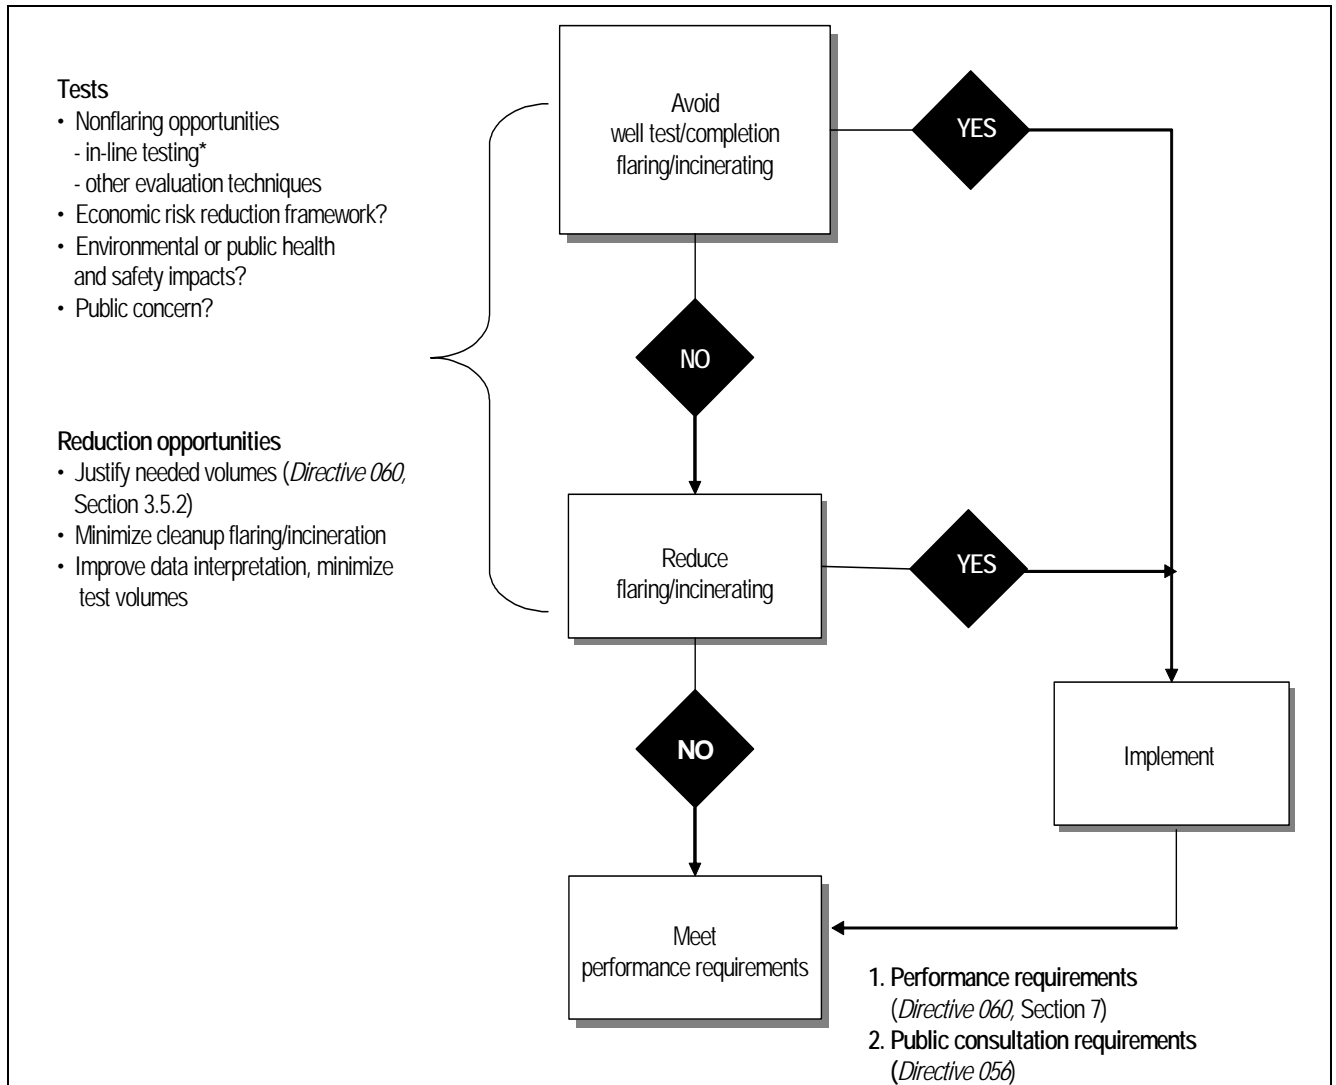 Tests
• Nonflaring opportunities
- in-line testing*
- other evaluation techniques
• Economic risk reduction framework?
• Environmental or public health
and safety impacts?
• Public concern?
Reduction opportunities
• Justify needed volumes (Directive 060,
Section 3.5.2)
• Minimize cleanup flaring/incineration
• Improve data interpretation, minimize
test volumes
Avoid
well test/completion
flaring/incinerating
YES
NO
Reduce
flaring/incinerating
YES
NO
Implement
Meet
performance requirements
1. Performance requirements
(Directive 060, Section 7)
2. Public consultation requirements
(Directive 056)